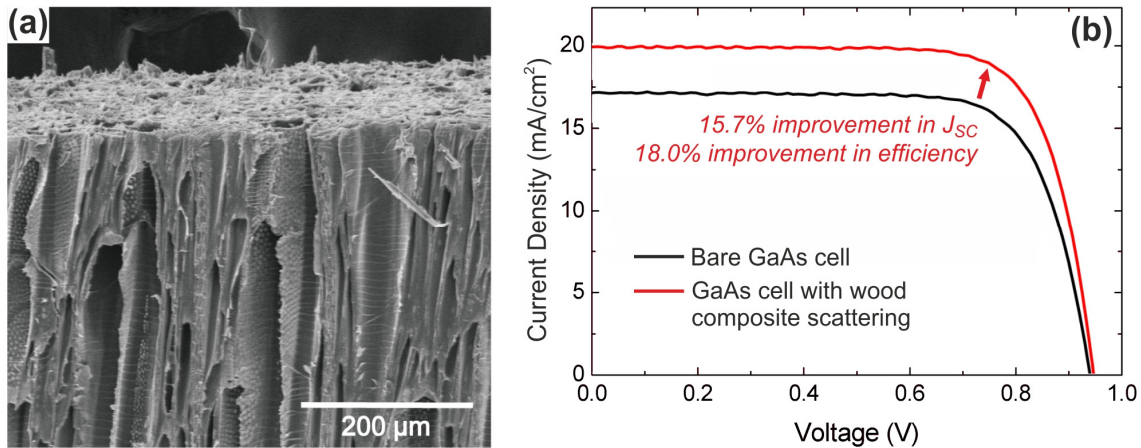 (a)
200 µm
(b)
Current Density (mA/cm²)
20
15
10
5
0
15.7% improvement in J_SC
18.0% improvement in efficiency
Bare GaAs cell
GaAs cell with wood
composite scattering
0.0 0.2 0.4 0.6 0.8 1.0
Voltage (V)